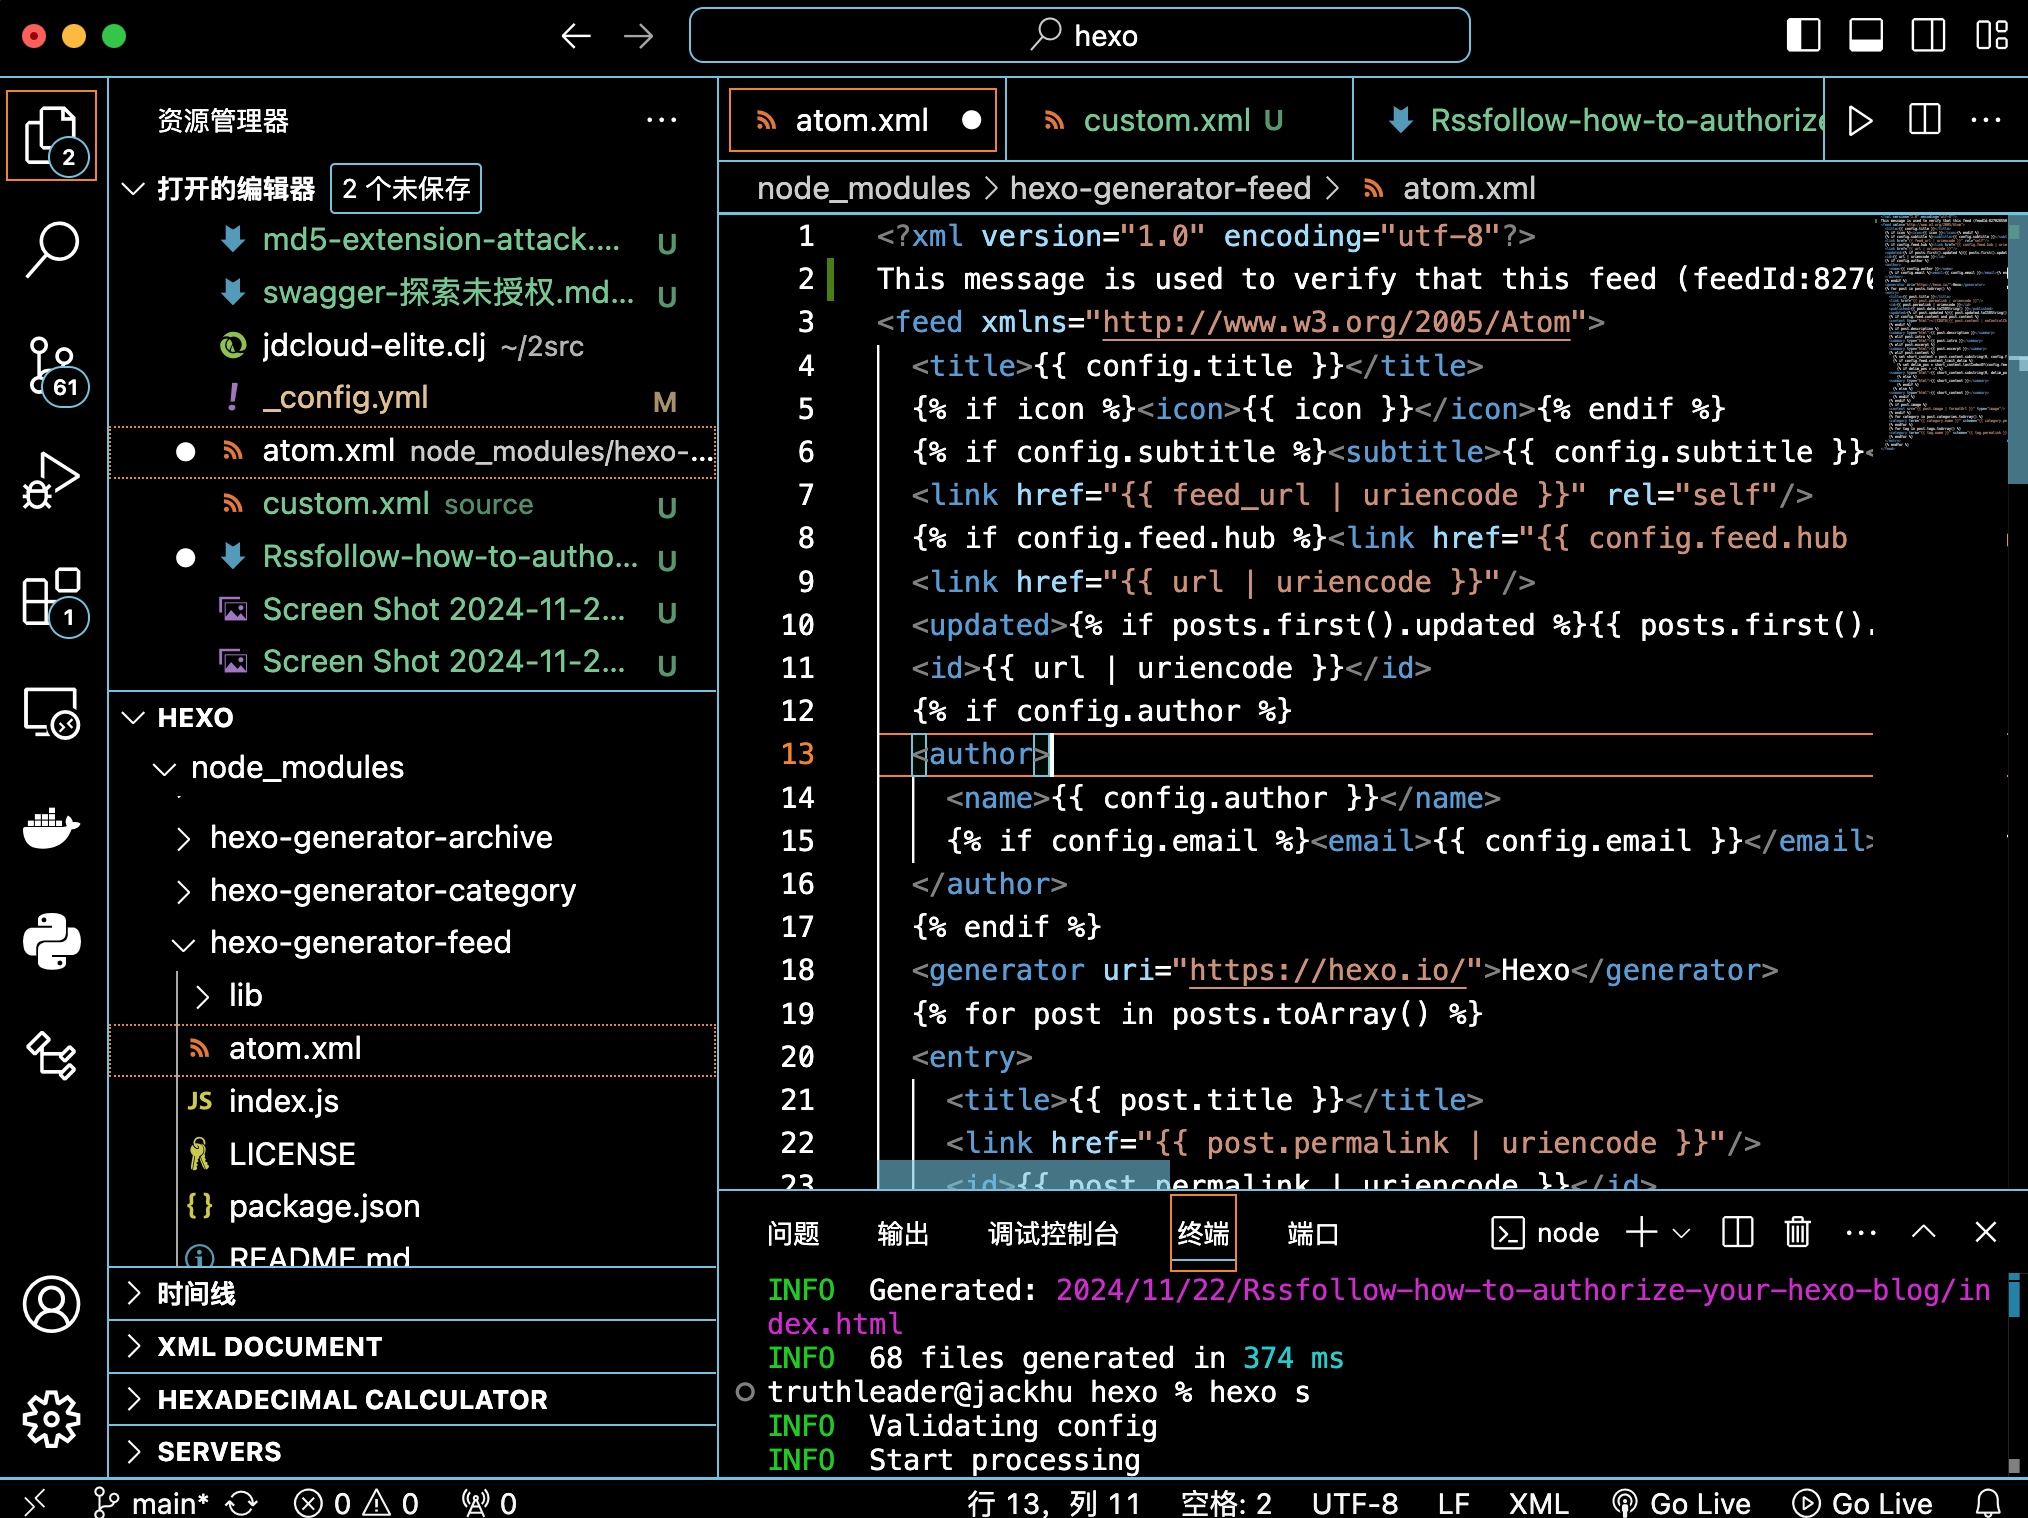 hexo
资源管理器
2
打开的编辑器 2 个未保存
md5-extension-attack.... U
swagger-探索未授权.md... U
jdcloud-elite.clj ~/2src
61
_config.yml M
atom.xml node_modules/hexo-...
custom.xml source U
Rssfollow-how-to-autho... U
Screen Shot 2024-11-2... U
1
Screen Shot 2024-11-2... U
HEXO
node_modules
hexo-generator-archive
hexo-generator-category
hexo-generator-feed
lib
atom.xml
JS index.js
LICENSE
{} package.json
README.md
时间线
XML DOCUMENT
HEXADECIMAL CALCULATOR
SERVERS
atom.xml
custom.xml U
Rssfollow-how-to-authorize
node_modules > hexo-generator-feed > atom.xml
1 <?xml version="1.0" encoding="utf-8"?>
2 This message is used to verify that this feed (feedId:8270
3 <feed xmlns="http://www.w3.org/2005/Atom">
4 <title>{{ config.title }}</title>
5 {% if icon %}<icon>{{ icon }}</icon>{% endif %}
6 {% if config.subtitle %}<subtitle>{{ config.subtitle }}<
7 <link href="{{ feed_url | uriencode }}" rel="self"/>
8 {% if config.feed.hub %}<link href="{{ config.feed.hub
9 <link href="{{ url | uriencode }}"/>
10 <updated>{% if posts.first().updated %}{{ posts.first().
11 <id>{{ url | uriencode }}</id>
12 {% if config.author %}
13 <author>
14 <name>{{ config.author }}</name>
15 {% if config.email %}<email>{{ config.email }}</email>
16 </author>
17 {% endif %}
18 <generator uri="https://hexo.io/">Hexo</generator>
19 {% for post in posts.toArray() %}
20 <entry>
21 <title>{{ post.title }}</title>
22 <link href="{{ post.permalink | uriencode }}"/>
23 <id>{{ post.permalink | uriencode }}</id>
问题 输出 调试控制台 终端 端口 node
INFO Generated: 2024/11/22/Rssfollow-how-to-authorize-your-hexo-blog/in
dex.html
INFO 68 files generated in 374 ms
truthleader@jackhu hexo % hexo s
INFO Validating config
INFO Start processing
main* 0 0 0 行 13，列 11 空格: 2 UTF-8 LF XML Go Live Go Live